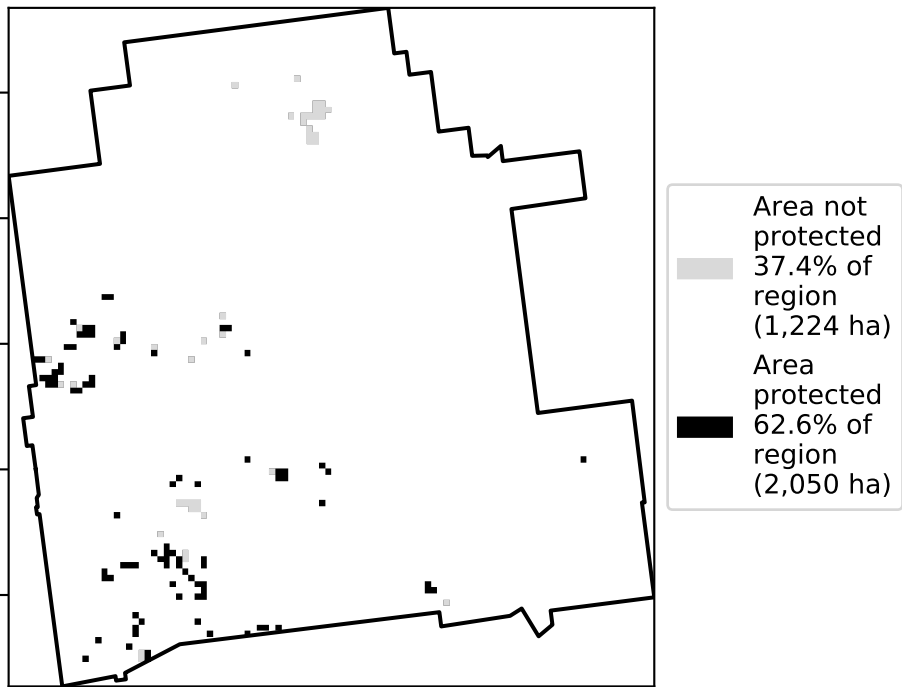 Area not
protected
37.4% of
region
(1,224 ha)
Area
protected
62.6% of
region
(2,050 ha)